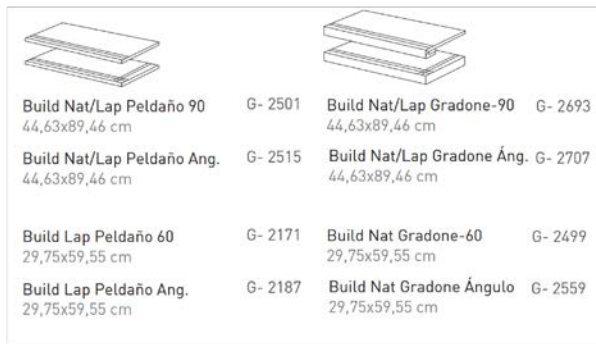 Build Nat/Lap Peldaño 90 G- 2501
44,63x89,46 cm
Build Nat/Lap Peldaño Ang. G- 2515
44,63x89,46 cm
Build Lap Peldaño 60 G- 2171
29,75x59,55 cm
Build Lap Peldaño Ang. G- 2187
29,75x59,55 cm
Build Nat/Lap Gradone-90 G- 2693
44,63x89,46 cm
Build Nat/Lap Gradone Áng. G- 2707
44,63x89,46 cm
Build Nat Gradone-60 G- 2499
29,75x59,55 cm
Build Nat Gradone Ángulo G- 2559
29,75x59,55 cm